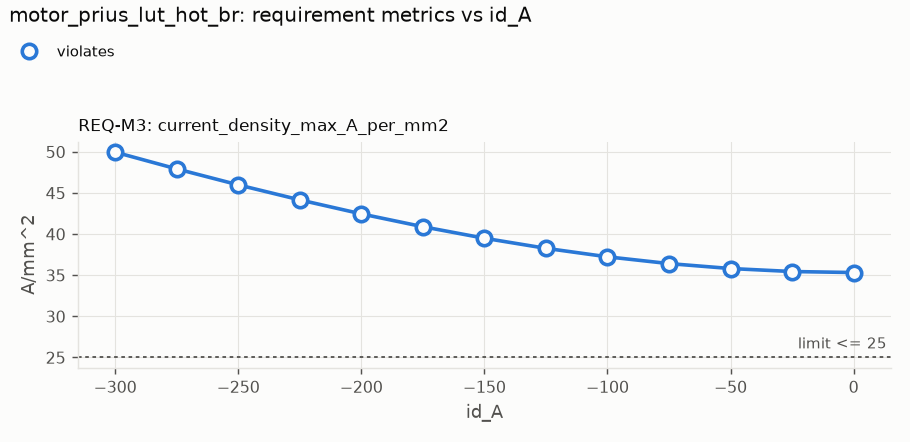 motor_prius_lut_hot_br: requirement metrics vs id_A
violates
REQ-M3: current_density_max_A_per_mm2
A/mm^2
50
45
40
35
30
25
limit <= 25
−300
−250
−200
−150
−100
−50
0
id_A